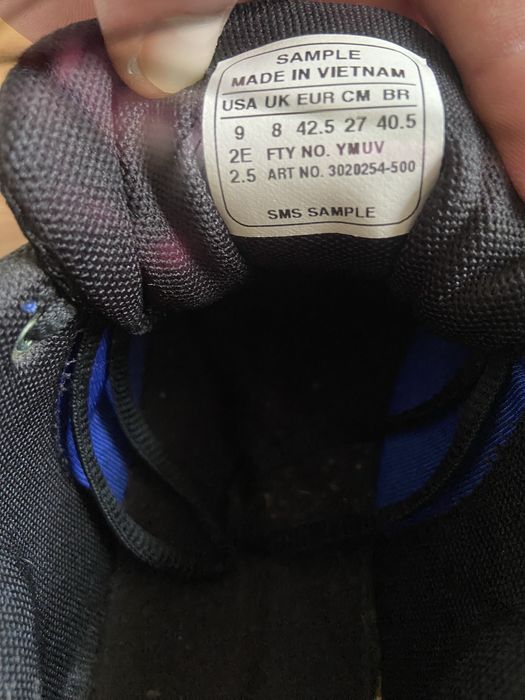 SAMPLE
MADE IN VIETNAM
USA UK EUR CM BR
9 8 42.5 27 40.5
2E FTY NO. YMUV
2.5 ART NO. 3020254-500
SMS SAMPLE